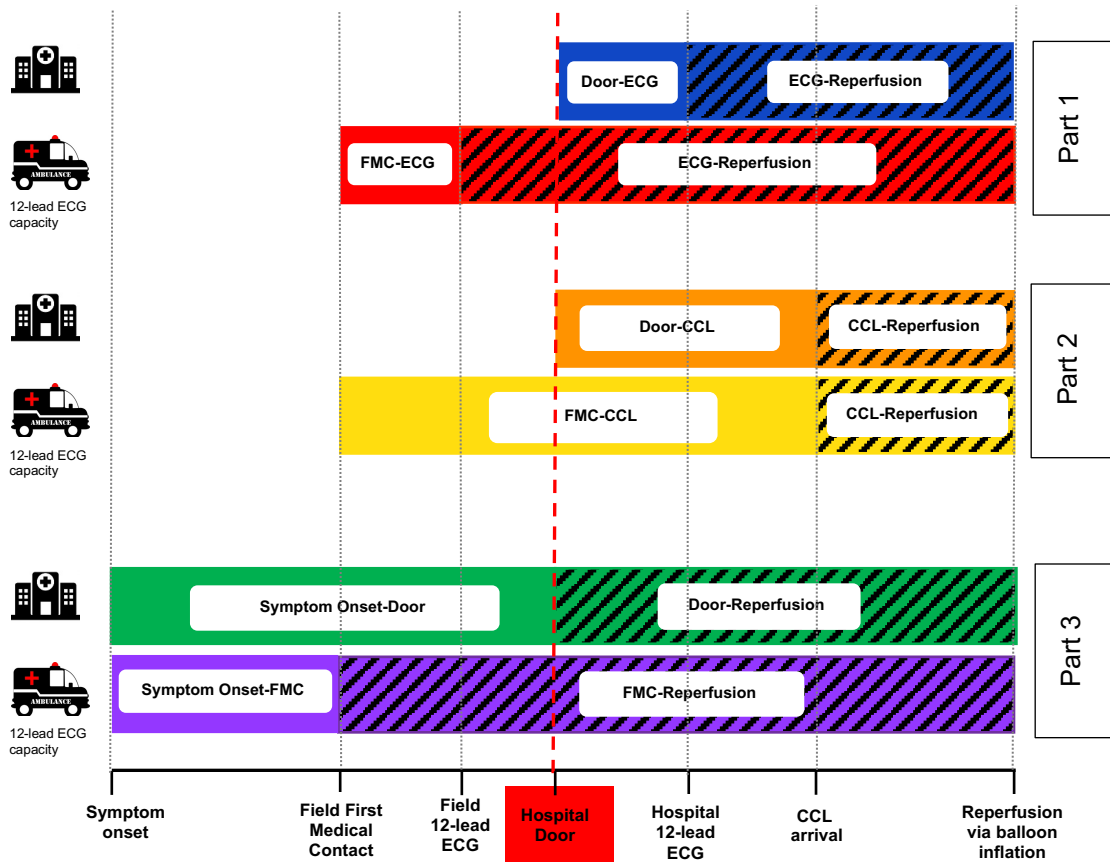 Door-ECG
ECG-Reperfusion
Part 1
FMC-ECG
ECG-Reperfusion
AMBULANCE
12-lead ECG
capacity
Door-CCL
CCL-Reperfusion
Part 2
FMC-CCL
CCL-Reperfusion
AMBULANCE
12-lead ECG
capacity
Symptom Onset-Door
Door-Reperfusion
Part 3
Symptom Onset-FMC
FMC-Reperfusion
AMBULANCE
12-lead ECG
capacity
Symptom
onset
Field First
Medical
Contact
Field
12-lead
ECG
Hospital
Door
Hospital
12-lead
ECG
CCL
arrival
Reperfusion
via balloon
inflation